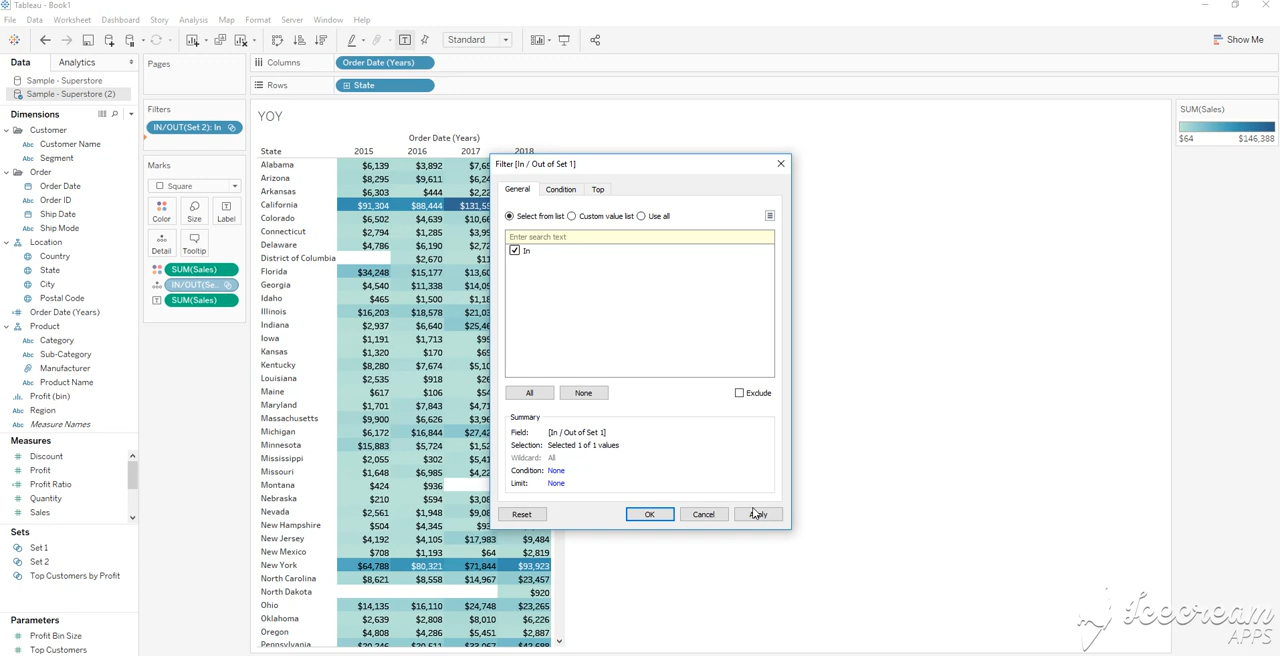 Tableau - Book1
File Data Worksheet Dashboard Story Analysis Map Format Server Window Help
Standard
Show Me
Data Analytics
Sample - Superstore
Sample - Superstore (2)
Dimensions
Customer
Abc Customer Name
Abc Segment
Order
Order Date
Abc Order ID
Ship Date
Abc Ship Mode
Location
Country
State
City
Postal Code
Order Date (Years)
Product
Abc Category
Abc Sub-Category
Manufacturer
Abc Product Name
Profit (bin)
Abc Region
Abc Measure Names
Measures
Discount
Profit
Profit Ratio
Quantity
Sales
Sets
Set 1
Set 2
Top Customers by Profit
Parameters
Profit Bin Size
Top Customers
Pages
Filters
IN/OUT(Set 2): In
Marks
Square
Color Size Label
Detail Tooltip
SUM(Sales)
IN/OUT(Se..
SUM(Sales)
Columns Order Date (Years)
Rows State
YOY
Order Date (Years)
State 2015 2016 2017 2018
Alabama $6,139 $3,892
Arizona $8,295 $9,611
Arkansas $6,303 $444
California $91,304 $88,444
Colorado $6,502 $4,639
Connecticut $2,794 $1,285
Delaware $4,786 $6,190
District of Columbia $2,670
Florida $34,248 $15,177
Georgia $4,540 $11,338
Idaho $465 $1,500
Illinois $16,203 $18,578
Indiana $2,937 $6,640
Iowa $1,191 $1,713
Kansas $1,320 $170
Kentucky $8,280 $7,674
Louisiana $2,535 $918
Maine $617 $106
Maryland $1,701 $7,843
Massachusetts $9,900 $6,626
Michigan $6,172 $16,844
Minnesota $15,883 $5,724
Mississippi $2,055 $302
Missouri $1,648 $6,985
Montana $424 $936
Nebraska $210 $594
Nevada $2,561 $1,948
New Hampshire $504 $4,345
New Jersey $4,192 $4,105 $17,983 $9,484
New Mexico $708 $1,193 $64 $2,819
New York $64,788 $80,321 $71,844 $93,923
North Carolina $8,621 $8,558 $14,967 $23,457
North Dakota $920
Ohio $14,135 $16,110 $24,748 $23,265
Oklahoma $2,639 $2,808 $8,010 $6,226
Oregon $4,808 $4,286 $5,451 $2,887
Pennsylvania
Filter [In / Out of Set 1]
General Condition Top
Select from list Custom value list Use all
Enter search text
In
All None Exclude
Summary
Field: [In / Out of Set 1]
Selection: Selected 1 of 1 values
Wildcard: All
Condition: None
Limit: None
Reset OK Cancel Apply
SUM(Sales)
$64 $146,388
Icecream
APPS